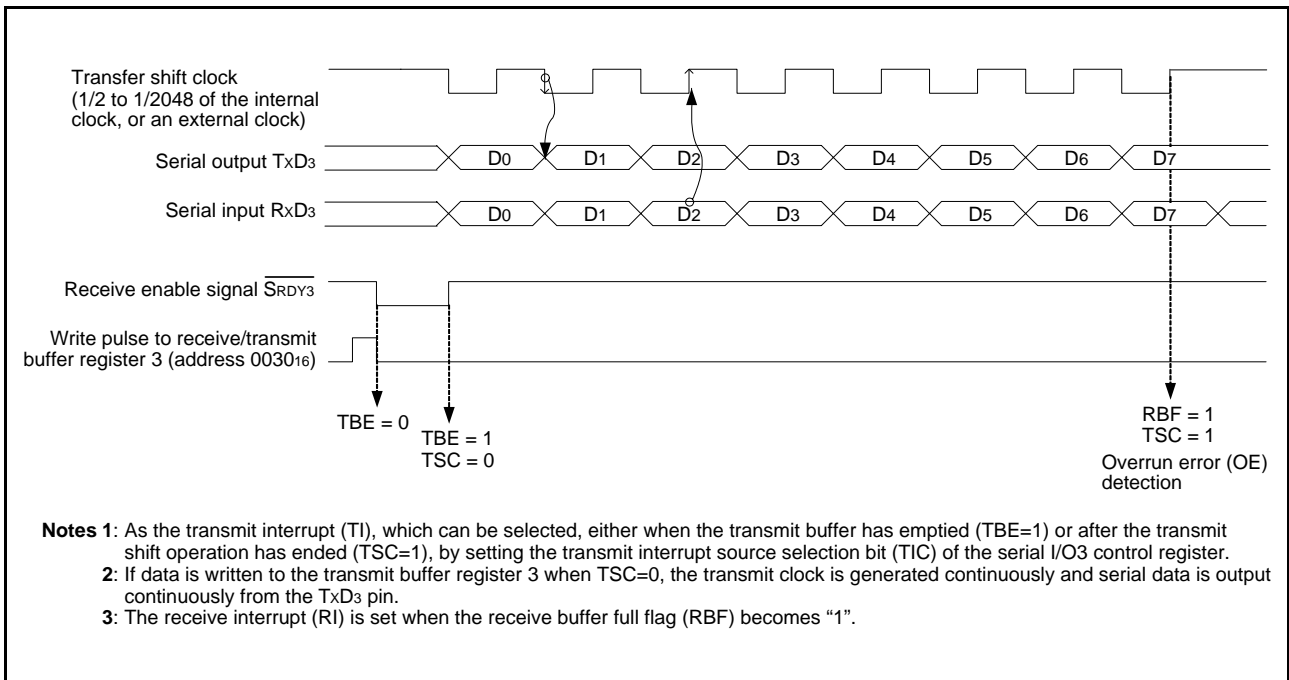 Transfer shift clock
(1/2 to 1/2048 of the internal
clock, or an external clock)
Serial output TxD3
D0 D1 D2 D3 D4 D5 D6 D7
Serial input RxD3
D0 D1 D2 D3 D4 D5 D6 D7
Receive enable signal SRDY3
Write pulse to receive/transmit
buffer register 3 (address 003016)
TBE = 0
TBE = 1
TSC = 0
RBF = 1
TSC = 1
Overrun error (OE)
detection
Notes 1: As the transmit interrupt (TI), which can be selected, either when the transmit buffer has emptied (TBE=1) or after the transmit
shift operation has ended (TSC=1), by setting the transmit interrupt source selection bit (TIC) of the serial I/O3 control register.
2: If data is written to the transmit buffer register 3 when TSC=0, the transmit clock is generated continuously and serial data is output
continuously from the TxD3 pin.
3: The receive interrupt (RI) is set when the receive buffer full flag (RBF) becomes “1”.